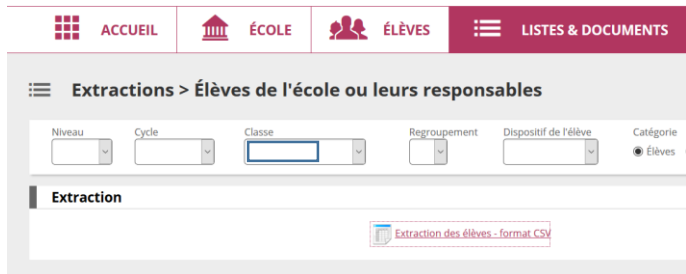 ACCUEIL ÉCOLE ÉLÈVES LISTES & DOCUMENTS
Extractions > Élèves de l'école ou leurs responsables
Niveau Cycle Classe Regroupement Dispositif de l'élève Catégorie
Élèves
Extraction
Extraction des élèves - format CSV